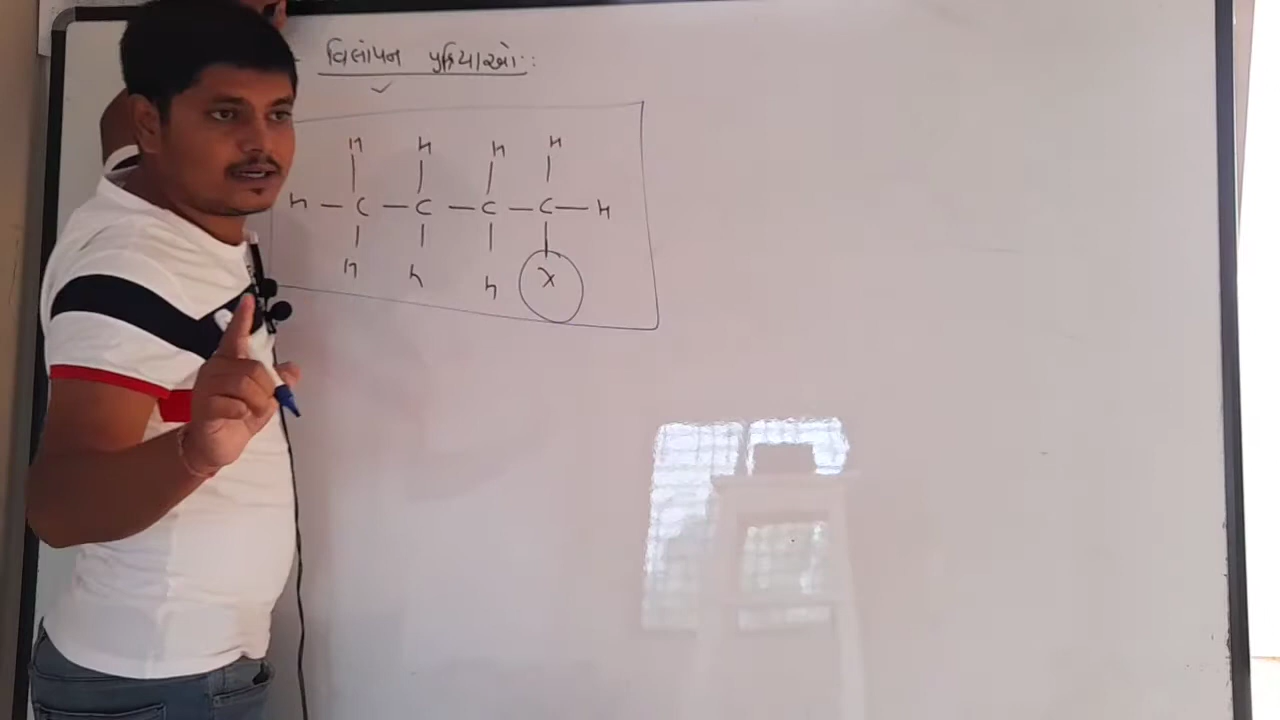 વિલોપન પ્રક્રિયાઓ::
H H H H
H - C - C - C - C - H
H H H X